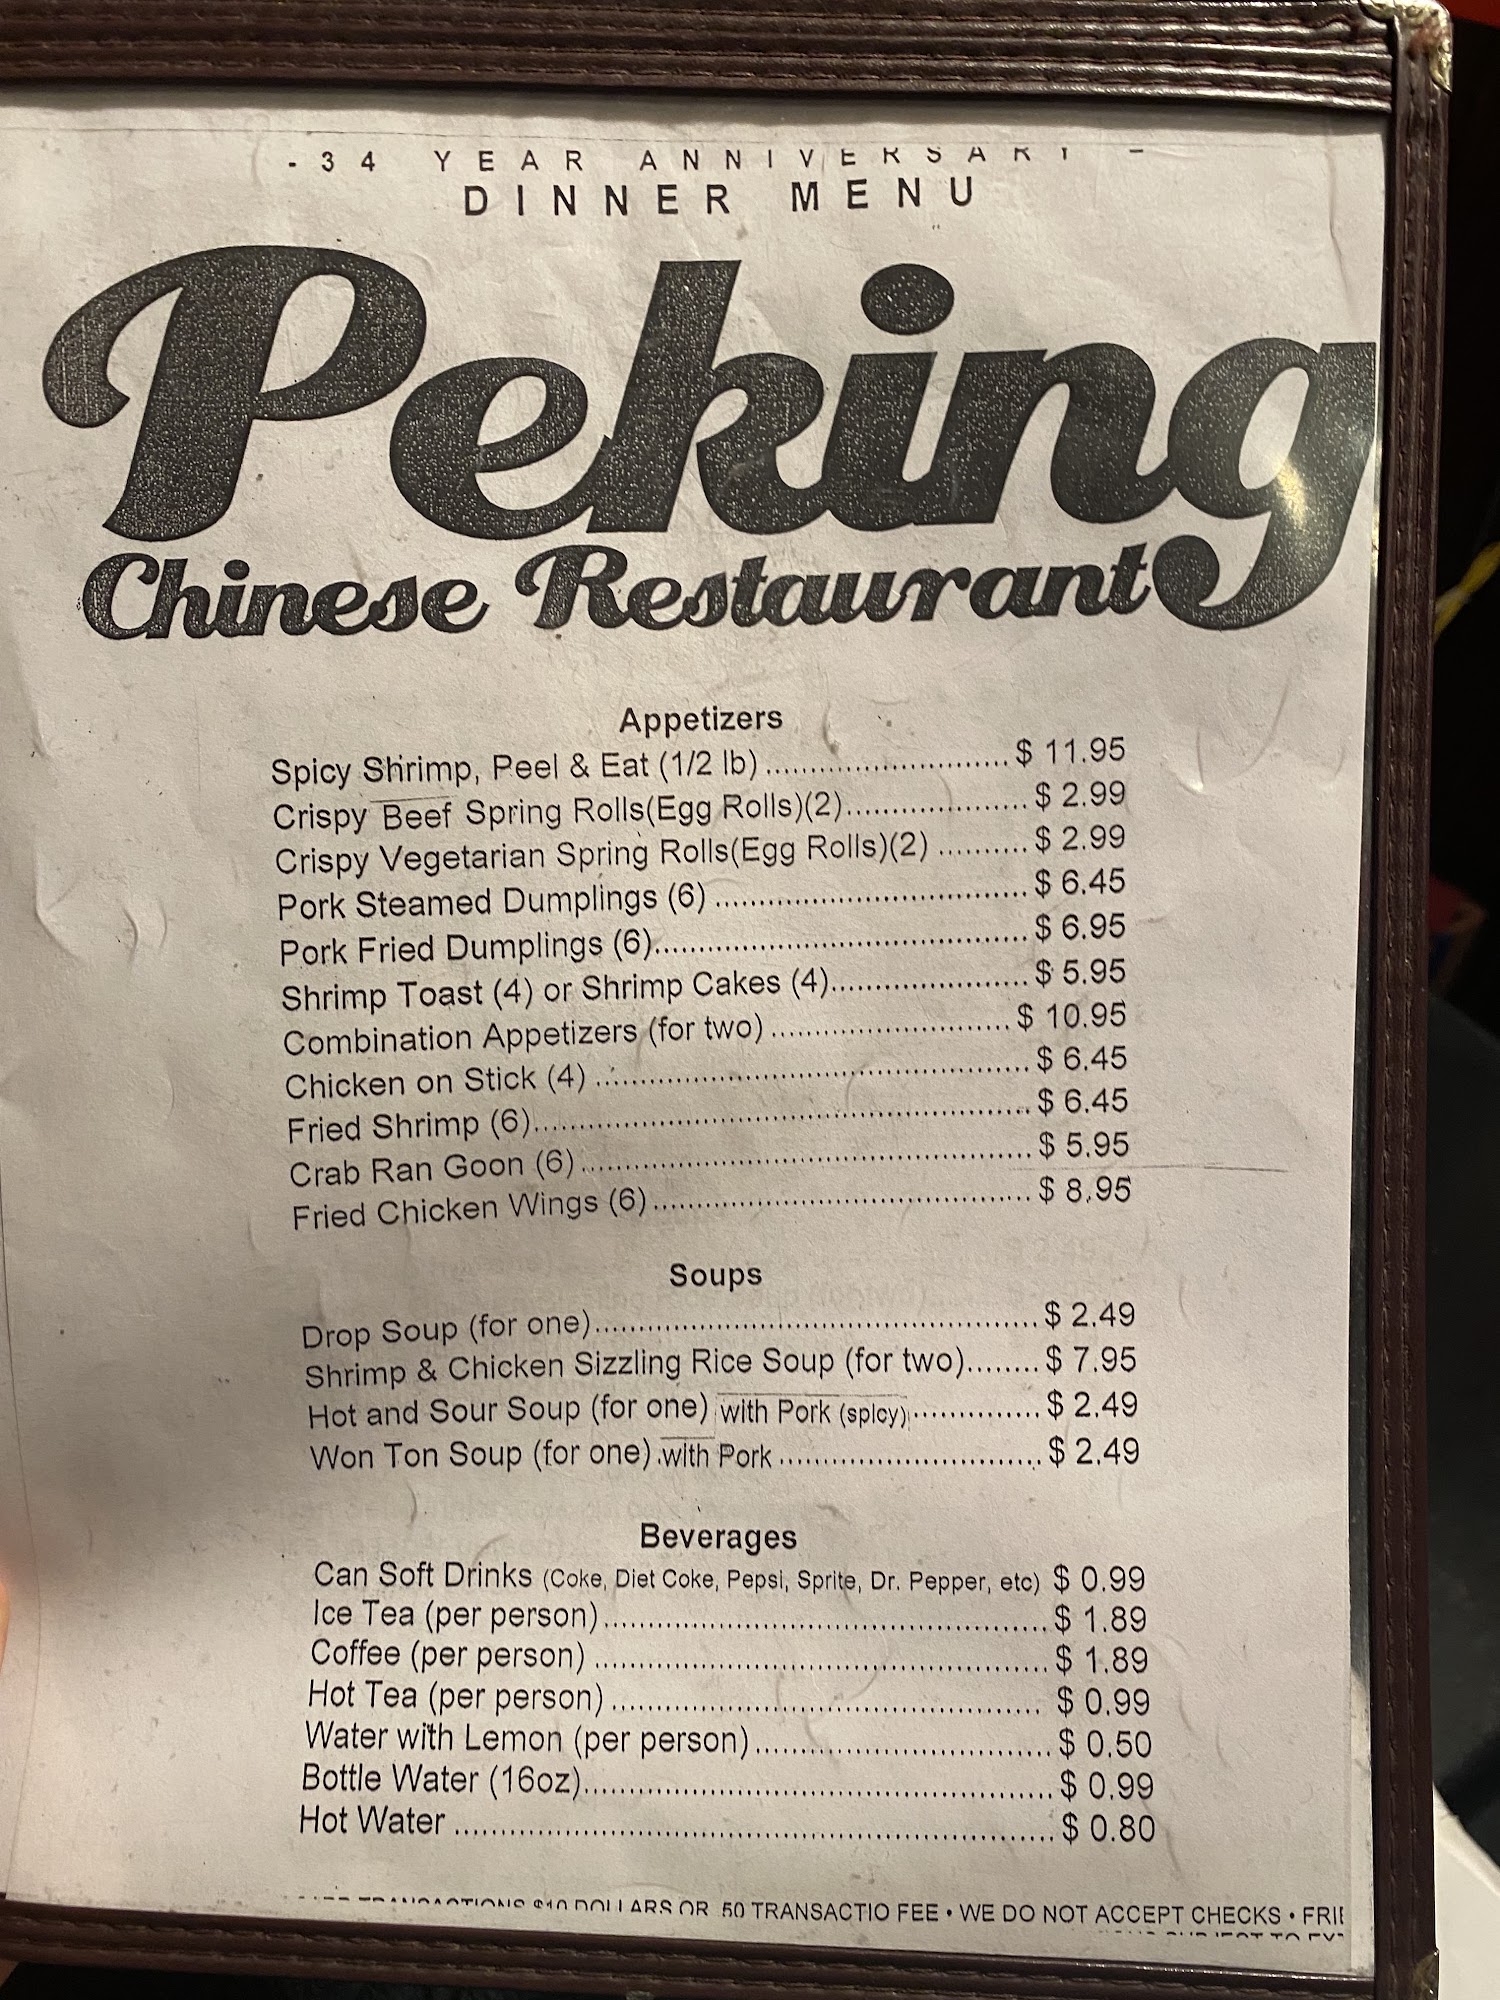 -34 YEAR ANNIVERSARY -
DINNER MENU
Peking
Chinese Restaurant
Appetizers
Spicy Shrimp, Peel & Eat (1/2 lb)..............................$ 11.95
Crispy Beef Spring Rolls(Egg Rolls)(2).....................$ 2.99
Crispy Vegetarian Spring Rolls(Egg Rolls)(2) ..........$ 2.99
Pork Steamed Dumplings (6) ...................................$ 6.45
Pork Fried Dumplings (6)..........................................$ 6.95
Shrimp Toast (4) or Shrimp Cakes (4)......................$ 5.95
Combination Appetizers (for two) ...........................$ 10.95
Chicken on Stick (4) .................................................$ 6.45
Fried Shrimp (6).........................................................$ 6.45
Crab Ran Goon (6)....................................................$ 5.95
Fried Chicken Wings (6)...........................................$ 8.95
Soups
Drop Soup (for one)...................................................$ 2.49
Shrimp & Chicken Sizzling Rice Soup (for two)........$ 7.95
Hot and Sour Soup (for one) with Pork (spicy)..............$ 2.49
Won Ton Soup (for one).with Pork ..............................$ 2.49
Beverages
Can Soft Drinks (Coke, Diet Coke, Pepsi, Sprite, Dr. Pepper, etc) $ 0.99
Ice Tea (per person)...................................................$ 1.89
Coffee (per person) ....................................................$ 1.89
Hot Tea (per person) ................................................. $ 0.99
Water with Lemon (per person)..................................$ 0.50
Bottle Water (16oz).....................................................$ 0.99
Hot Water ....................................................................$ 0.80
TRANSACTIONS $10 DOLLARS OR .50 TRANSACTIO FEE • WE DO NOT ACCEPT CHECKS • FRI
SUBJECT TO